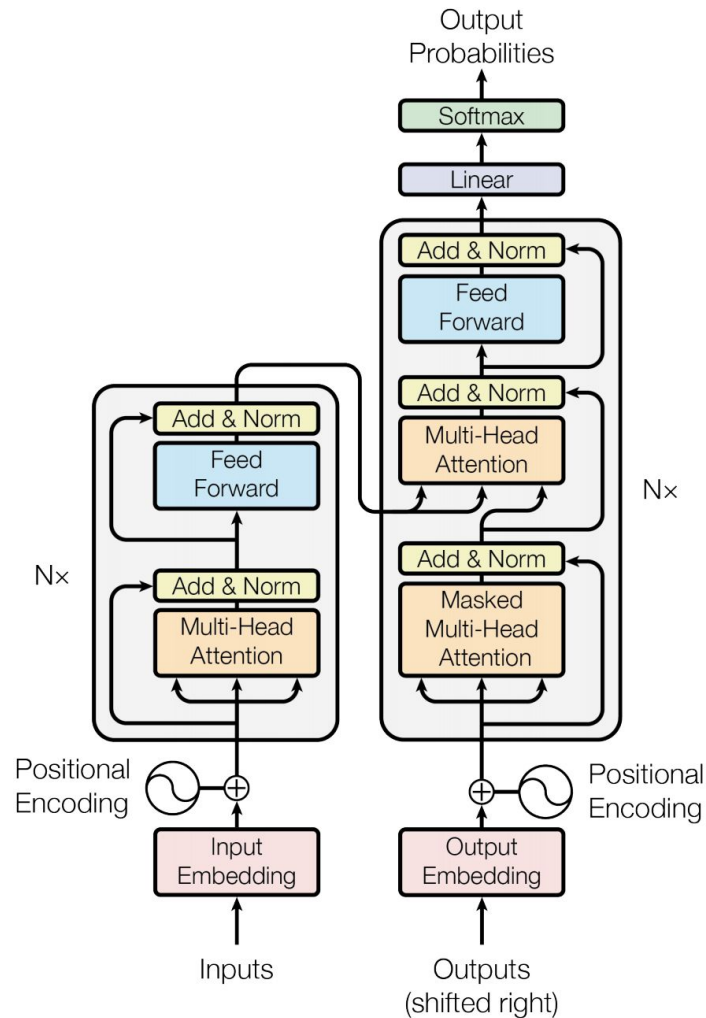 Output
Probabilities
Softmax
Linear
Add & Norm
Feed
Forward
Add & Norm
Multi-Head
Attention
Add & Norm
Masked
Multi-Head
Attention
Nx
Add & Norm
Feed
Forward
Add & Norm
Multi-Head
Attention
Nx
Positional
Encoding
Positional
Encoding
Input
Embedding
Output
Embedding
Inputs
Outputs
(shifted right)